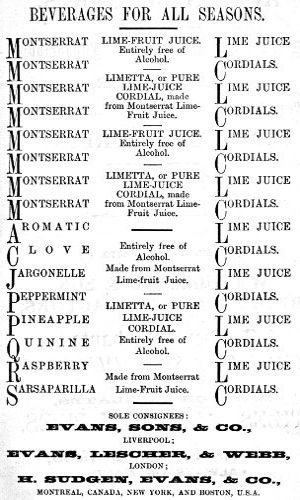 BEVERAGES FOR ALL SEASONS.
MONTSERRAT LIME-FRUIT JUICE. LIME JUICE
Entirely free of
MONTSERRAT Alcohol. CORDIALS.
MONTSERRAT LIMETTA, or PURE LIME JUICE
LIME-JUICE
CORDIAL, made
MONTSERRAT from Montserrat Lime- CORDIALS.
Fruit Juice.
MONTSERRAT LIME-FRUIT JUICE. LIME JUICE
Entirely free of
MONTSERRAT Alcohol. CORDIALS.
MONTSERRAT LIMETTA, or PURE LIME JUICE
LIME-JUICE
CORDIAL, made
MONTSERRAT from Montserrat Lime- CORDIALS.
Fruit Juice.
AROMATIC LIME JUICE
CLOVE Entirely free of CORDIALS.
Alcohol.
JARGONELLE Made from Montserrat LIME JUICE
Lime-fruit Juice.
PEPPERMINT CORDIALS.
LIMETTA, or PURE
PINEAPPLE LIME-JUICE LIME JUICE
CORDIAL.
QUININE Entirely free of CORDIALS.
Alcohol.
RASPBERRY LIME JUICE
Made from Montserrat
SARSAPARILLA Lime-Fruit Juice. CORDIALS.
SOLE CONSIGNEES:
EVANS, SONS, & CO.,
LIVERPOOL;
EVANS, LESCHER, & WEBB,
LONDON;
H. SUDGEN, EVANS, & CO.,
MONTREAL, CANADA, NEW YORK, AND BOSTON, U.S.A.